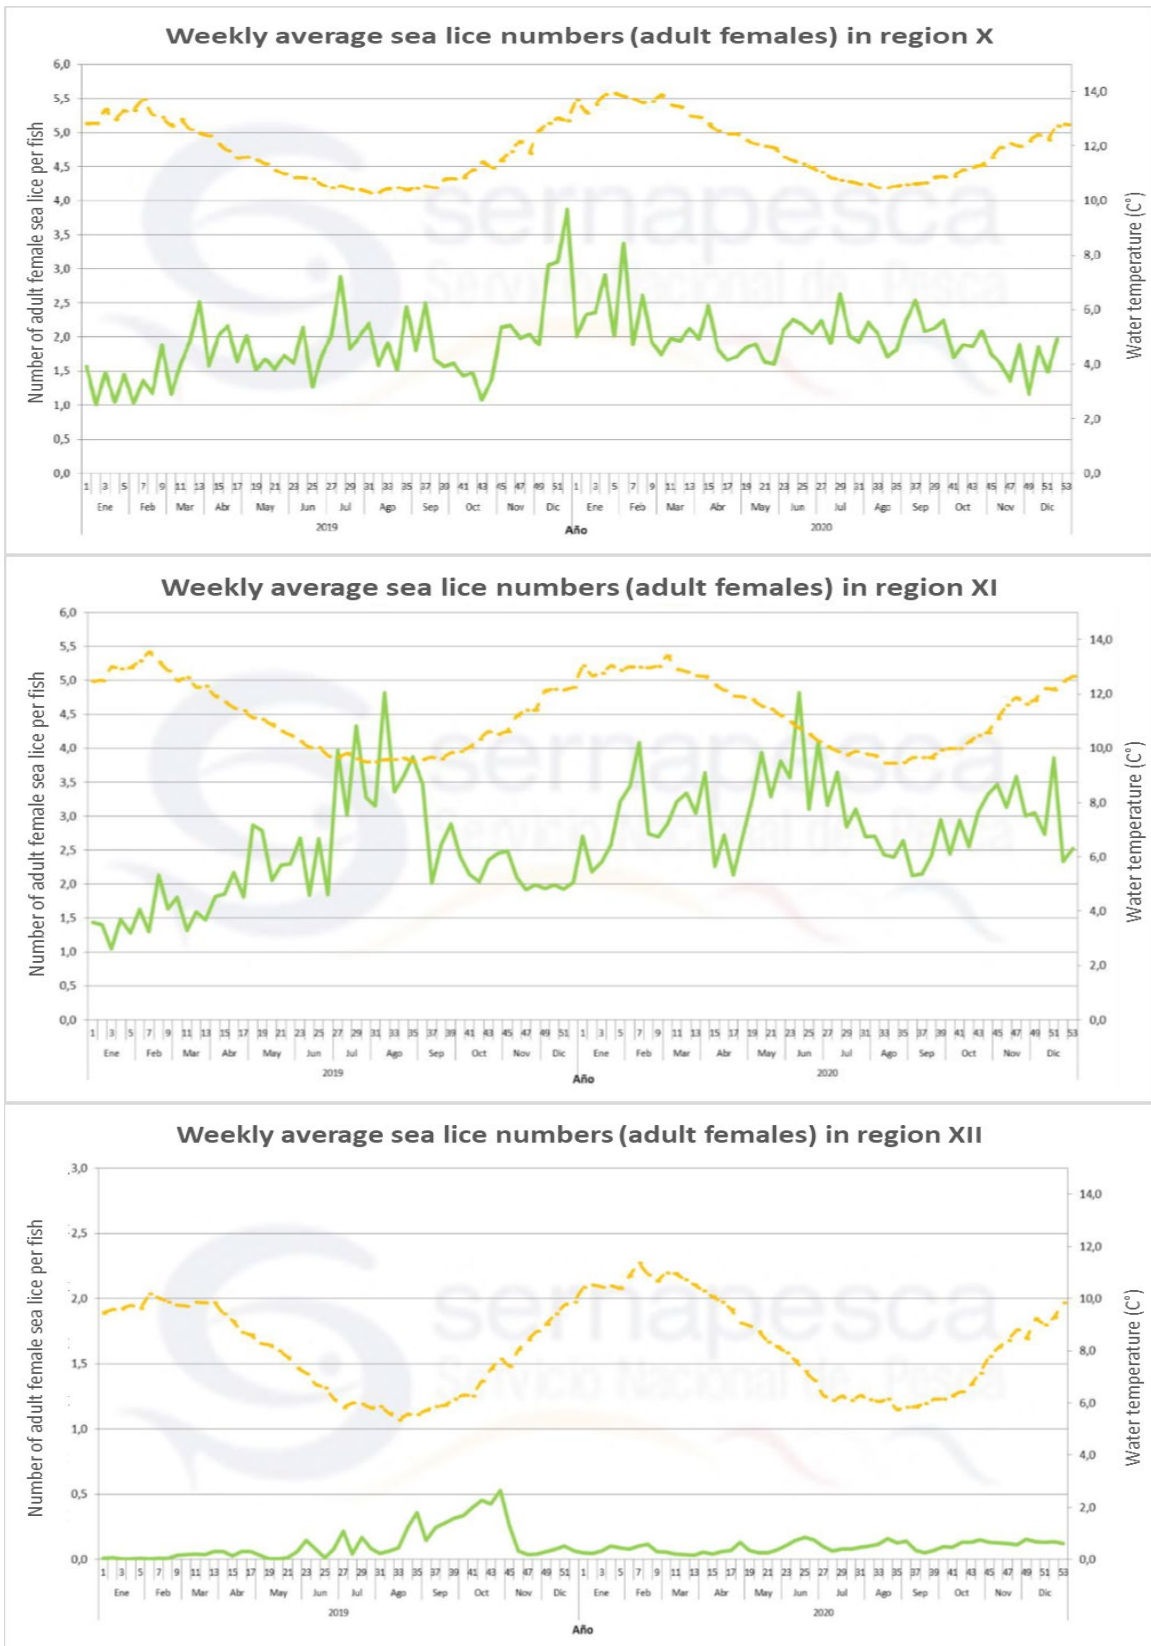 Weekly average sea lice numbers (adult females) in region X
Number of adult female sea lice per fish
6,0
5,5
5,0
4,5
4,0
3,5
3,0
2,5
2,0
1,5
1,0
0,5
0,0
14,0
12,0
10,0
8,0
6,0
4,0
2,0
0,0
Water temperature (C°)
sernapesca
Servicio Nacional de Pesca
1 3 5 7 9 11 13 15 17 19 21 23 25 27 29 31 33 35 37 39 41 43 45 47 49 51 1 3 5 7 9 11 13 15 17 19 21 23 25 27 29 31 33 35 37 39 41 43 45 47 49 51 53
Ene Feb Mar Abr May Jun Jul Ago Sep Oct Nov Dic Ene Feb Mar Abr May Jun Jul Ago Sep Oct Nov Dic
2019 2020
Año
Weekly average sea lice numbers (adult females) in region XI
Number of adult female sea lice per fish
6,0
5,5
5,0
4,5
4,0
3,5
3,0
2,5
2,0
1,5
1,0
0,5
0,0
14,0
12,0
10,0
8,0
6,0
4,0
2,0
0,0
Water temperature (C°)
sernapesca
Servicio Nacional de Pesca
1 3 5 7 9 11 13 15 17 19 21 23 25 27 29 31 33 35 37 39 41 43 45 47 49 51 1 3 5 7 9 11 13 15 17 19 21 23 25 27 29 31 33 35 37 39 41 43 45 47 49 51 53
Ene Feb Mar Abr May Jun Jul Ago Sep Oct Nov Dic Ene Feb Mar Abr May Jun Jul Ago Sep Oct Nov Dic
2019 2020
Año
Weekly average sea lice numbers (adult females) in region XII
Number of adult female sea lice per fish
3,0
2,5
2,0
1,5
1,0
0,5
0,0
14,0
12,0
10,0
8,0
6,0
4,0
2,0
0,0
Water temperature (C°)
sernapesca
Servicio Nacional de Pesca
1 3 5 7 9 11 13 15 17 19 21 23 25 27 29 31 33 35 37 39 41 43 45 47 49 51 1 3 5 7 9 11 13 15 17 19 21 23 25 27 29 31 33 35 37 39 41 43 45 47 49 51 53
Ene Feb Mar Abr May Jun Jul Ago Sep Oct Nov Dic Ene Feb Mar Abr May Jun Jul Ago Sep Oct Nov Dic
2019 2020
Año